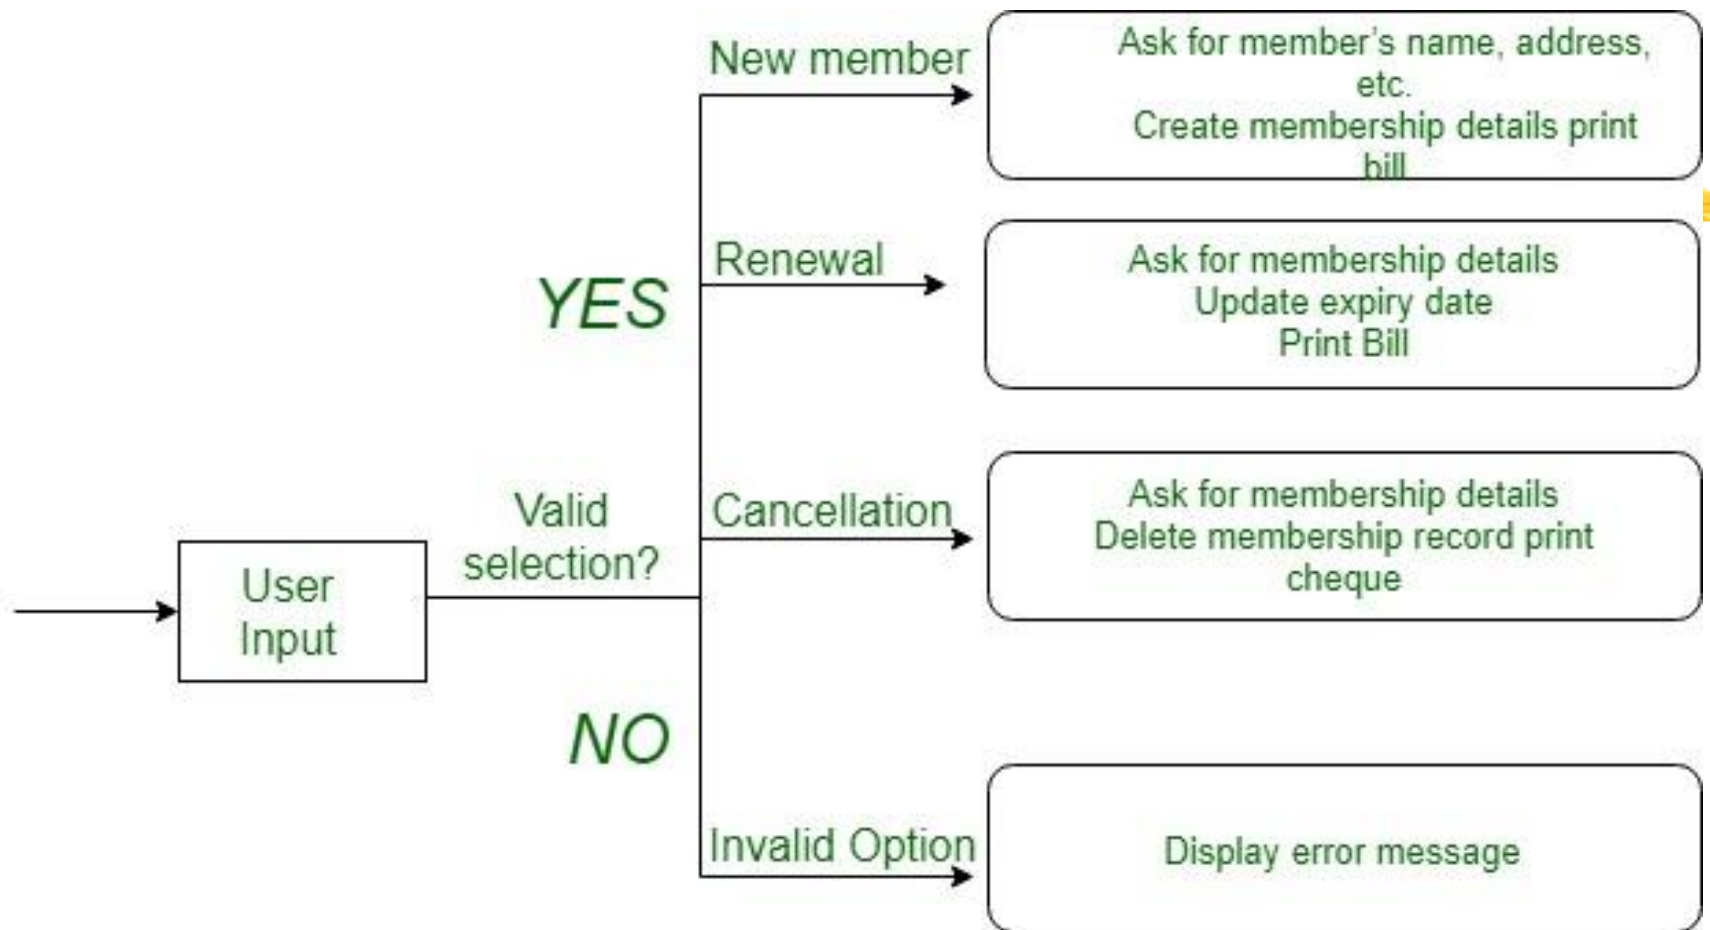 New member
Ask for member's name, address,
etc.
Create membership details print
bill
Renewal
Ask for membership details
Update expiry date
Print Bill
YES
Valid
selection?
Cancellation
Ask for membership details
Delete membership record print
cheque
User
Input
NO
Invalid Option
Display error message